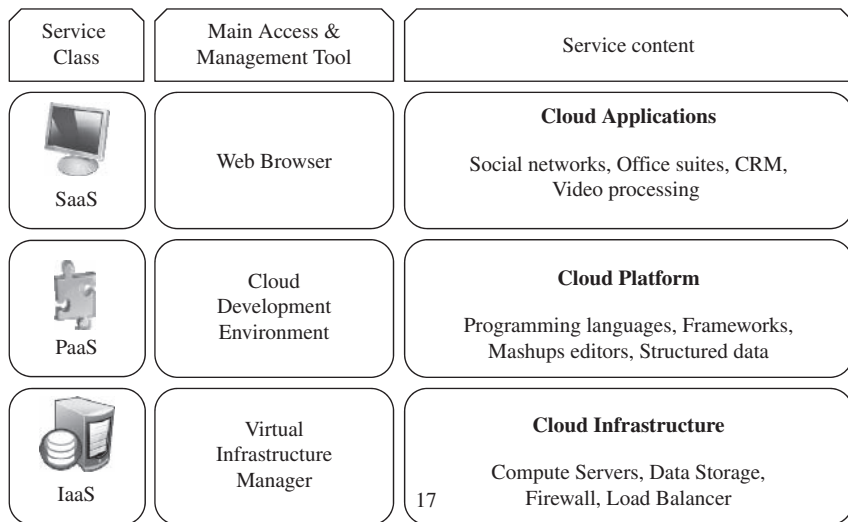 Service
Class
Main Access &
Management Tool
Service content
SaaS
Web Browser
Cloud Applications
Social networks, Office suites, CRM,
Video processing
PaaS
Cloud
Development
Environment
Cloud Platform
Programming languages, Frameworks,
Mashups editors, Structured data
IaaS
Virtual
Infrastructure
Manager
17
Cloud Infrastructure
Compute Servers, Data Storage,
Firewall, Load Balancer